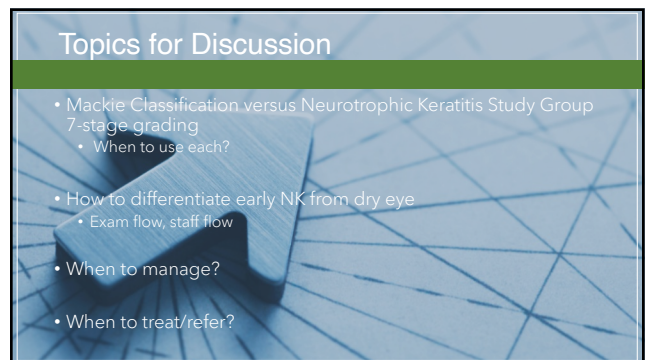 Topics for Discussion
• Mackie Classification versus Neurotrophic Keratitis Study Group
7-stage grading
• When to use each?
• How to differentiate early NK from dry eye
• Exam flow, staff flow
• When to manage?
• When to treat/refer?